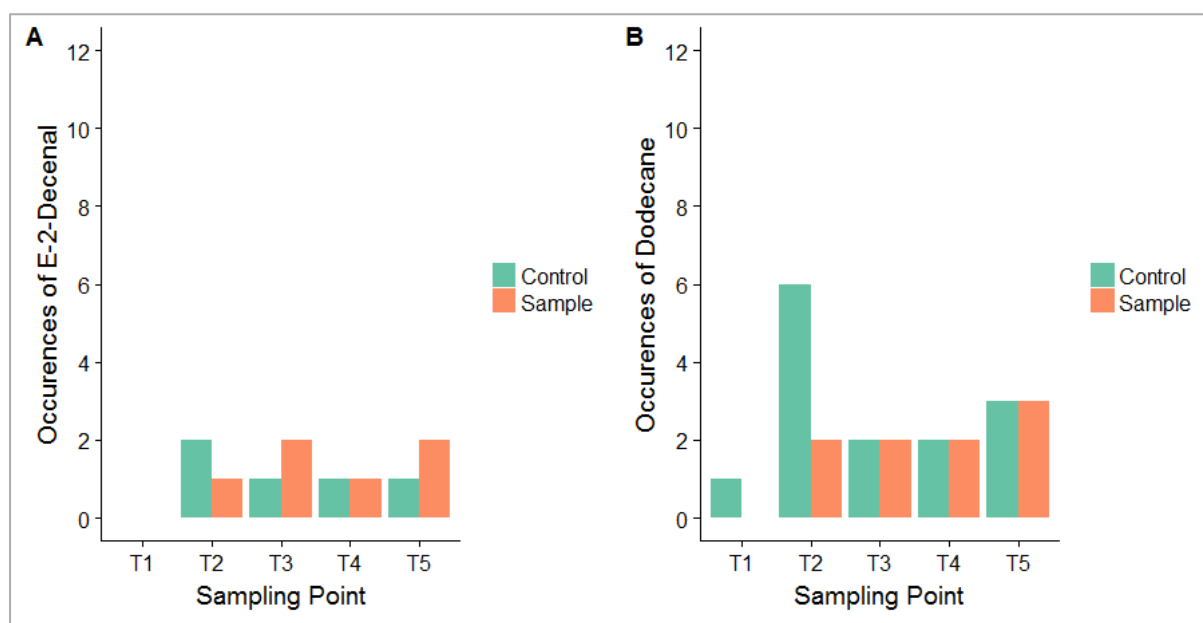 A
Occurences of E-2-Decenal
12
10
8
6
4
2
0
T1 T2 T3 T4 T5
Sampling Point
Control
Sample
B
Occurences of Dodecane
12
10
8
6
4
2
0
T1 T2 T3 T4 T5
Sampling Point
Control
Sample